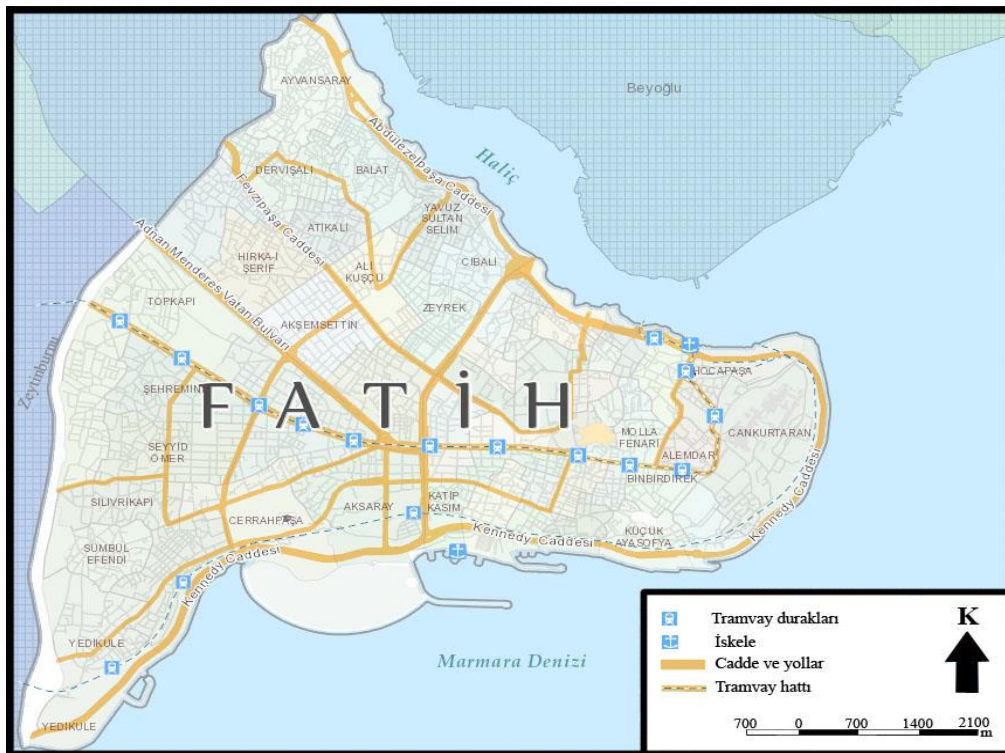 AYVANSARAY
Beyoğlu
Abdülezelpaşa Caddesi
Haliç
DERVİŞALİ
BALAT
Fevzipaşa Caddesi
YAVUZ
SULTAN
SELİM
ATİKALİ
Adnan Menderes Vatan Bulvarı
HIRKA-İ
ŞERİF
ALİ
KUŞÇU
CİBALİ
TOPKAPI
ZEYREK
AKŞEMSETTİN
Zeytinburnu
HOCAPAŞA
ŞEHREMİNİ
FATİH
MOLLA
FENARİ
CANKURTARAN
SEYYİD
ÖMER
ALEMDAR
BİNBİRDİREK
SİLİVRİKAPI
KATİP
KASIM
AKSARAY
CERRAHPAŞA
Kennedy Caddesi
Kennedy Caddesi
KÜÇÜK
AYASOFYA
SÜMBÜL
EFENDİ
Kennedy Caddesi
YEDİKULE
Marmara Denizi
YEDİKULE
Tramvay durakları
İskele
Cadde ve yollar
Tramvay hattı
K
700 0 700 1400 2100
m